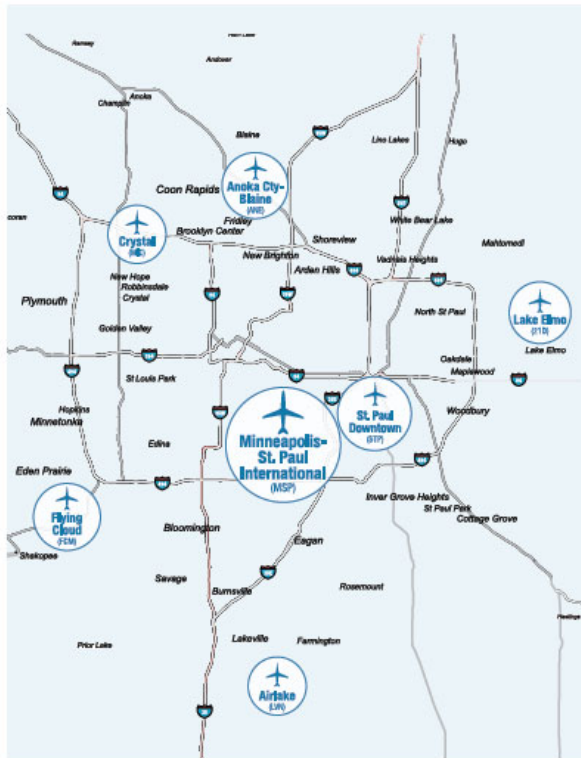 Ramsey
Andover
Anoka
Champlin
Blaine
Lino Lakes
Hugo
Anoka Cty-
Blaine
(ANE)
Coon Rapids
Fridley
Brooklyn Center
Crystal
(MIC)
White Bear Lake
Shoreview
Mahtomedi
New Brighton
Vadnais Heights
Arden Hills
New Hope
Robbinsdale
Crystal
Plymouth
Golden Valley
North St Paul
Lake Elmo
(21D)
Lake Elmo
Oakdale
Maplewood
St Louis Park
Hopkins
Minnetonka
Woodbury
St. Paul
Downtown
(STP)
Edina
Minneapolis-
St. Paul
International
(MSP)
Eden Prairie
Inver Grove Heights
St Paul Park
Cottage Grove
Flying
Cloud
(FCM)
Bloomington
Eagan
Shakopee
Savage
Burnsville
Rosemount
Hastings
Prior Lake
Lakeville
Farmington
Airlake
(LVN)